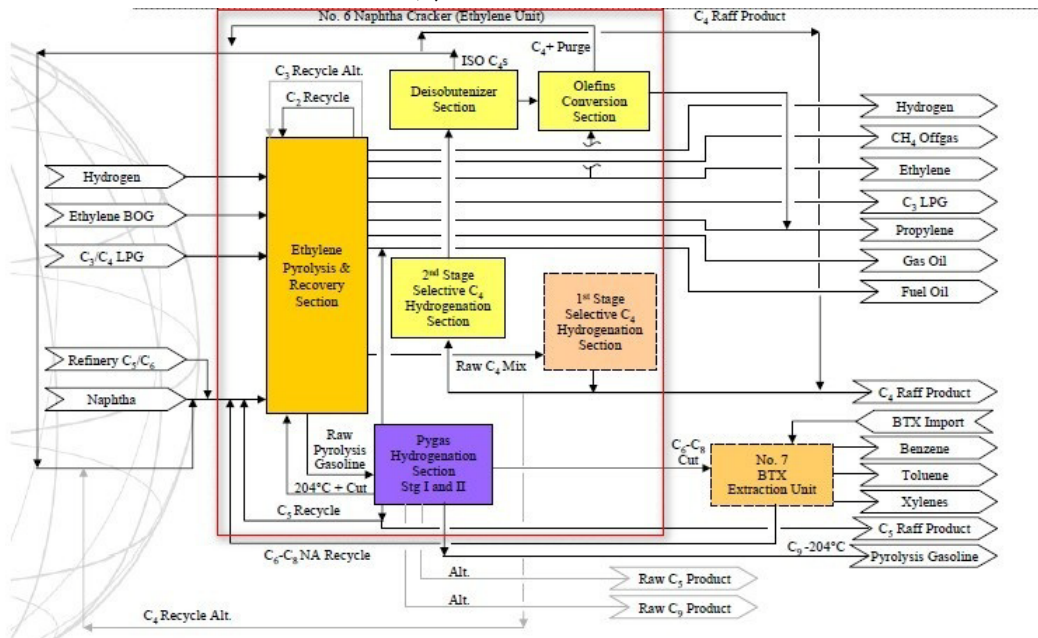 No. 6 Naphtha Cracker (Ethylene Unit)
C4 Raff Product
C4+ Purge
ISO C4s
C3 Recycle Alt.
C2 Recycle
Deisobutenizer
Section
Olefins
Conversion
Section
Hydrogen
CH4 Offgas
Ethylene
C3 LPG
Propylene
Gas Oil
Fuel Oil
Hydrogen
Ethylene BOG
C3/C4 LPG
Ethylene
Pyrolysis &
Recovery
Section
2nd Stage
Selective C4
Hydrogenation
Section
1st Stage
Selective C4
Hydrogenation
Section
Raw C4 Mix
Refinery C5/C6
Naphtha
C4 Raff Product
BTX Import
Benzene
Toluene
Xylenes
C5 Raff Product
Pyrolysis Gasoline
Raw
Pyrolysis
Gasoline
Pygas
Hydrogenation
Section
Stg I and II
C6-C8
Cut
No. 7
BTX
Extraction Unit
204°C + Cut
C5 Recycle
C6-C8 NA Recycle
C9 -204°C
Alt.
Raw C5 Product
Alt.
Raw C9 Product
C4 Recycle Alt.